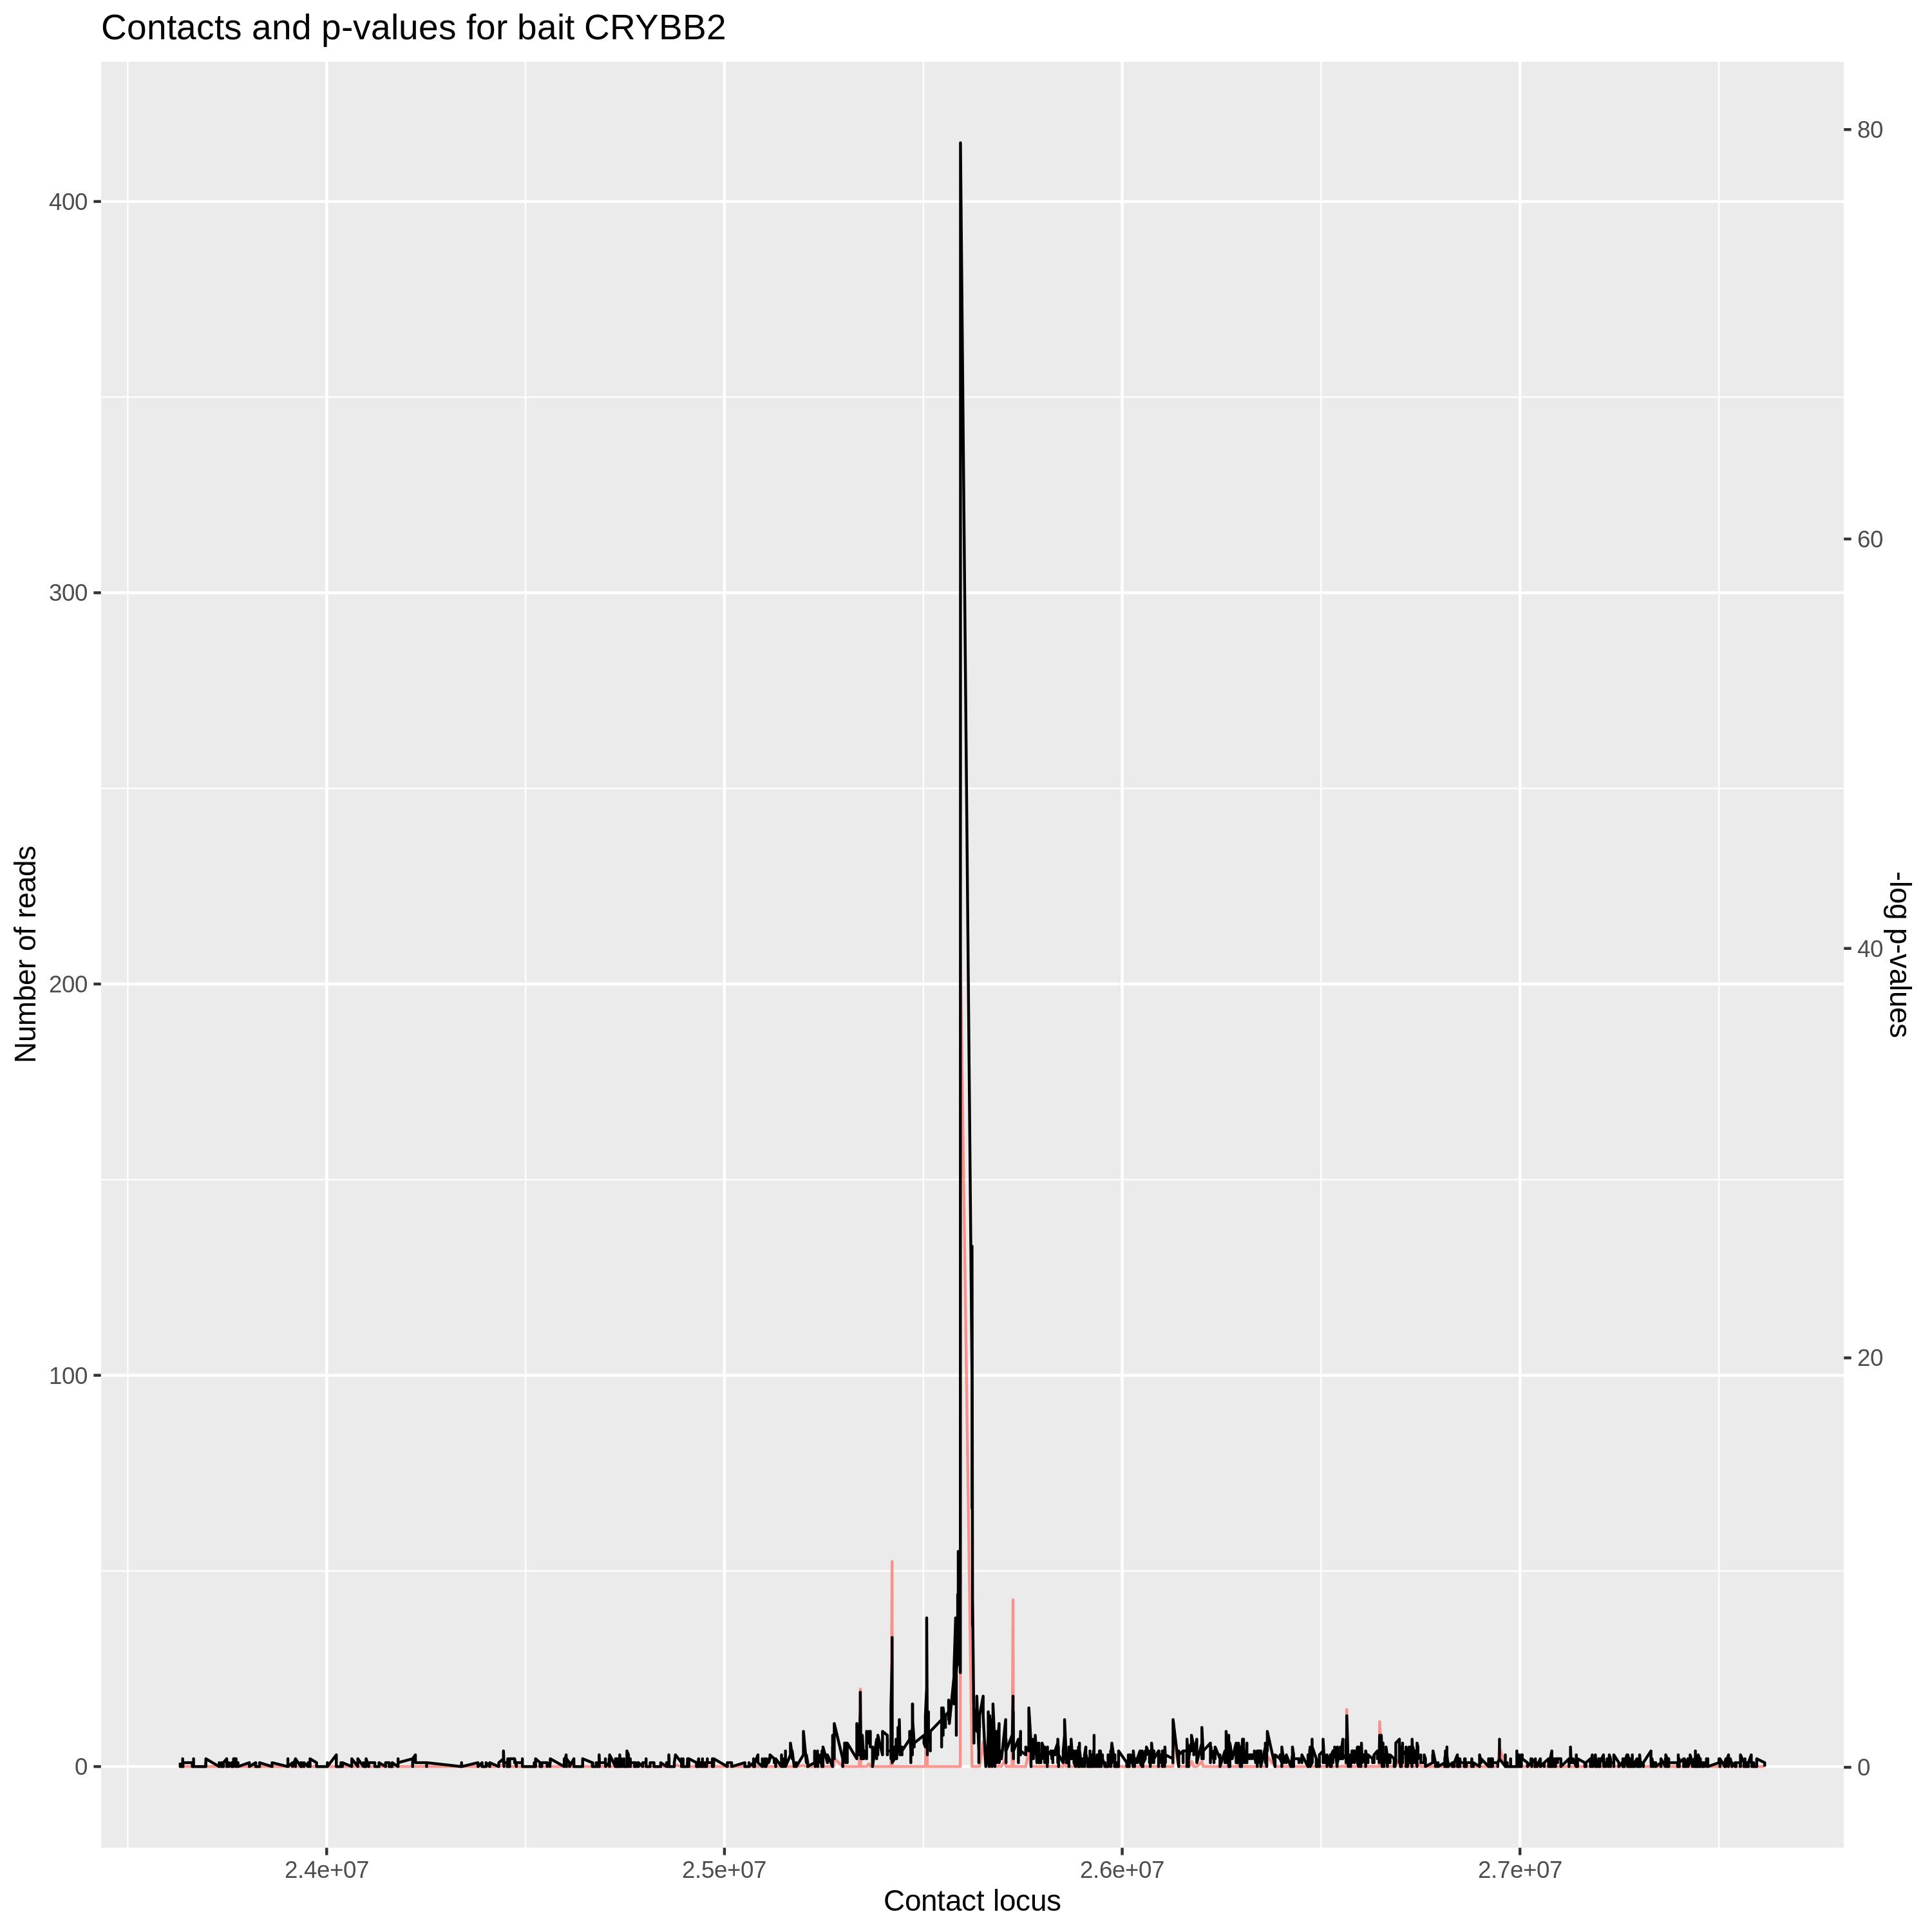 Contacts and p-values for bait CRYBB2
400
300
200
100
0
Number of reads
80
60
40
20
0
-log p-values
2.4e+07
2.5e+07
2.6e+07
2.7e+07
Contact locus